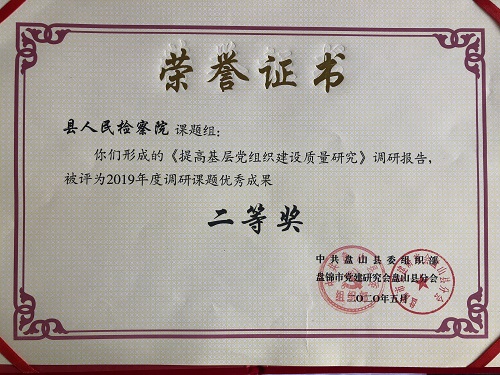 荣誉证书
县人民检察院 课题组：
你们形成的《提高基层党组织建设质量研究》调研报告，
被评为2019年度调研课题优秀成果
二等奖
中共盘山县委组织部
盘锦市党建研究会盘山县分会
二〇二〇年五月